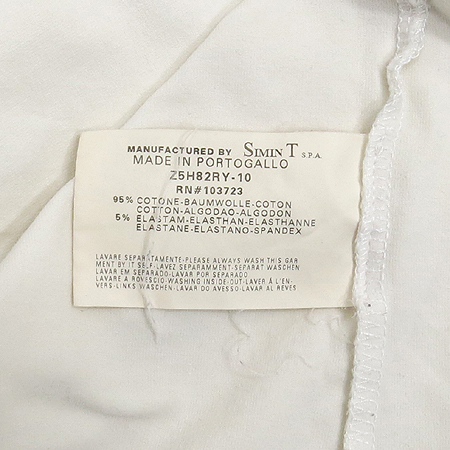 MANUFACTURED BY SIMIN T S.P.A.
MADE IN PORTOGALLO
Z5H82RY-10
RN#103723
95% COTONE-BAUMWOLLE-COTON
COTTON-ALGODAO-ALGODON
5% ELASTAM-ELASTHAN-ELASTHANNE
ELASTANE-ELASTANO-SPANDEX
LAVARE SEPARATAMENTE-PLEASE ALWAYS WASH THIS GAR
MENT BY IT SELF-LAVEZ SEPARAMMENT-SEPARAT WASCHEN
LAVAR EM SEPARADO-LAVAR POR SEPARADO
LAVARE A ROVESCIO-WASHING INSIDE-OUT-LAVER Á L'EN-
VERS-LINKS WASCHEN-LAVAR DO AVESSO-LAVAR AL REVES